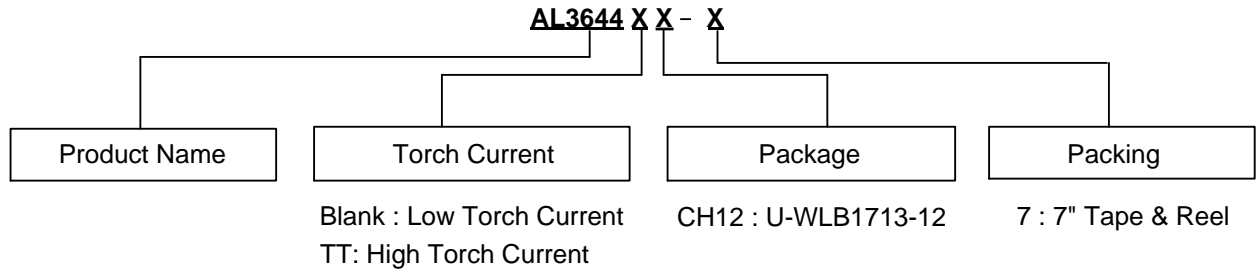 AL3644 X X - X
Product Name
Torch Current
Package
Packing
Blank : Low Torch Current
TT: High Torch Current
CH12 : U-WLB1713-12
7 : 7" Tape & Reel